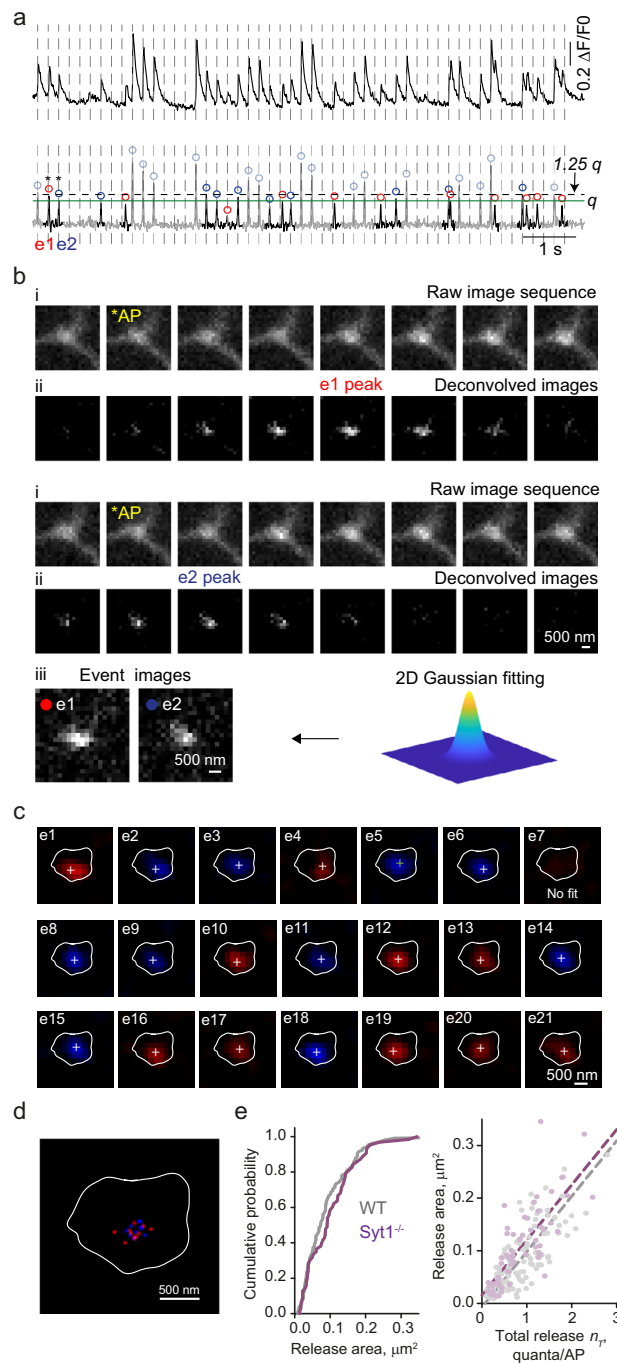 a
0.2 ΔF/F0
* *
1.25 q
q
e1 e2
1 s
b
i
Raw image sequence
*AP
ii
e1 peak
Deconvolved images
i
Raw image sequence
*AP
ii
e2 peak
Deconvolved images
500 nm
iii
Event images
2D Gaussian fitting
e1
e2
500 nm
c
e1 e2 e3 e4 e5 e6 e7
No fit
e8 e9 e10 e11 e12 e13 e14
e15 e16 e17 e18 e19 e20 e21
500 nm
d
500 nm
e
Cumulative probability
1.0
0.8
0.6
0.4
0.2
0.0
WT
Syt1-/-
0.0 0.1 0.2 0.3
Release area, μm2
Release area, μm2
0.3
0.2
0.1
0.0
0 1 2 3
Total release nT,
quanta/AP